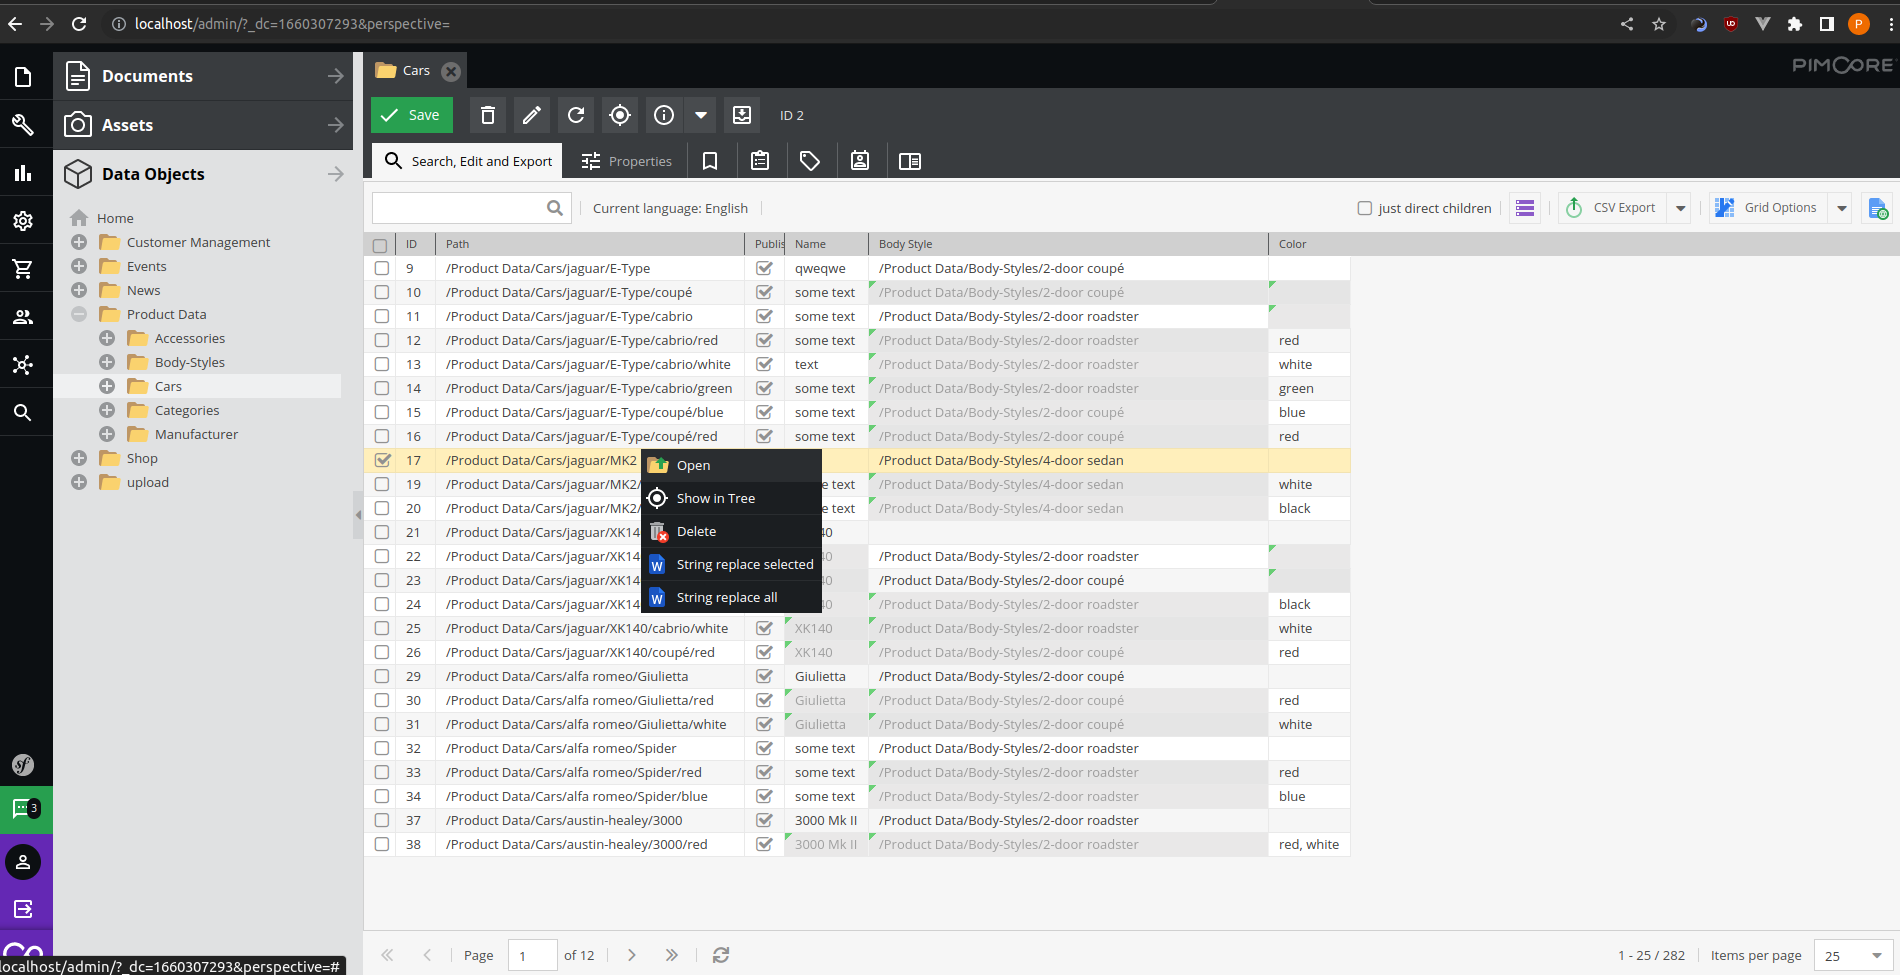 localhost/admin/?_dc=1660307293&perspective=
P
Documents
Assets
Data Objects
Home
Customer Management
Events
News
Product Data
Accessories
Body-Styles
Cars
Categories
Manufacturer
Shop
upload
sf
3
localhost/admin/?_dc=1660307293&perspective=#
Cars
PIMCORE
Save
ID 2
Search, Edit and Export
Properties
Current language: English
just direct children
CSV Export
Grid Options
ID Path Publis Name Body Style Color
9 /Product Data/Cars/jaguar/E-Type qweqwe /Product Data/Body-Styles/2-door coupé
10 /Product Data/Cars/jaguar/E-Type/coupé some text /Product Data/Body-Styles/2-door coupé
11 /Product Data/Cars/jaguar/E-Type/cabrio some text /Product Data/Body-Styles/2-door roadster
12 /Product Data/Cars/jaguar/E-Type/cabrio/red some text /Product Data/Body-Styles/2-door roadster red
13 /Product Data/Cars/jaguar/E-Type/cabrio/white text /Product Data/Body-Styles/2-door roadster white
14 /Product Data/Cars/jaguar/E-Type/cabrio/green some text /Product Data/Body-Styles/2-door roadster green
15 /Product Data/Cars/jaguar/E-Type/coupé/blue some text /Product Data/Body-Styles/2-door coupé blue
16 /Product Data/Cars/jaguar/E-Type/coupé/red some text /Product Data/Body-Styles/2-door coupé red
17 /Product Data/Cars/jaguar/MK2 /Product Data/Body-Styles/4-door sedan
19 /Product Data/Cars/jaguar/MK2/ e text /Product Data/Body-Styles/4-door sedan white
20 /Product Data/Cars/jaguar/MK2/ e text /Product Data/Body-Styles/4-door sedan black
21 /Product Data/Cars/jaguar/XK14 40
22 /Product Data/Cars/jaguar/XK14 40 /Product Data/Body-Styles/2-door roadster
23 /Product Data/Cars/jaguar/XK14 40 /Product Data/Body-Styles/2-door coupé
24 /Product Data/Cars/jaguar/XK14 40 /Product Data/Body-Styles/2-door roadster black
25 /Product Data/Cars/jaguar/XK140/cabrio/white XK140 /Product Data/Body-Styles/2-door roadster white
26 /Product Data/Cars/jaguar/XK140/coupé/red XK140 /Product Data/Body-Styles/2-door coupé red
29 /Product Data/Cars/alfa romeo/Giulietta Giulietta /Product Data/Body-Styles/2-door coupé
30 /Product Data/Cars/alfa romeo/Giulietta/red Giulietta /Product Data/Body-Styles/2-door coupé red
31 /Product Data/Cars/alfa romeo/Giulietta/white Giulietta /Product Data/Body-Styles/2-door coupé white
32 /Product Data/Cars/alfa romeo/Spider some text /Product Data/Body-Styles/2-door roadster
33 /Product Data/Cars/alfa romeo/Spider/red some text /Product Data/Body-Styles/2-door roadster red
34 /Product Data/Cars/alfa romeo/Spider/blue some text /Product Data/Body-Styles/2-door roadster blue
37 /Product Data/Cars/austin-healey/3000 3000 Mk II /Product Data/Body-Styles/2-door roadster
38 /Product Data/Cars/austin-healey/3000/red 3000 Mk II /Product Data/Body-Styles/2-door roadster red, white
Open
Show in Tree
Delete
W String replace selected
W String replace all
Page 1 of 12
1 - 25 / 282
Items per page 25